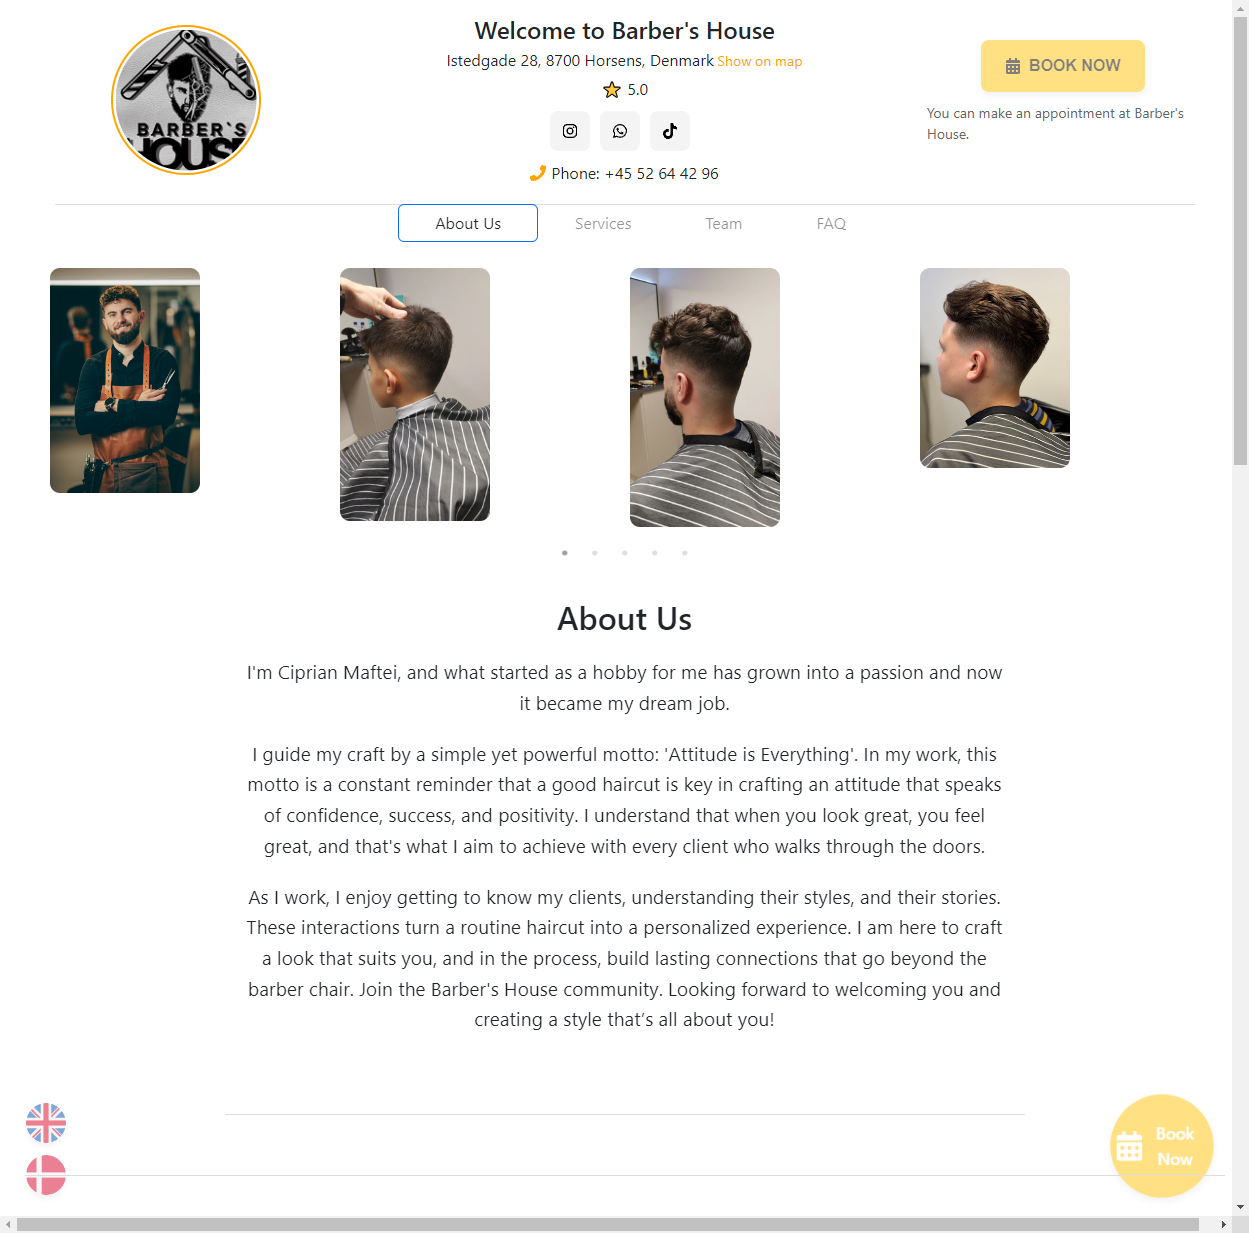 BARBER`S
HOUSE
Welcome to Barber's House
Istedgade 28, 8700 Horsens, Denmark Show on map
5.0
Phone: +45 52 64 42 96
BOOK NOW
You can make an appointment at Barber's
House.
About Us
Services
Team
FAQ
About Us
I'm Ciprian Maftei, and what started as a hobby for me has grown into a passion and now
it became my dream job.
I guide my craft by a simple yet powerful motto: 'Attitude is Everything'. In my work, this
motto is a constant reminder that a good haircut is key in crafting an attitude that speaks
of confidence, success, and positivity. I understand that when you look great, you feel
great, and that's what I aim to achieve with every client who walks through the doors.
As I work, I enjoy getting to know my clients, understanding their styles, and their stories.
These interactions turn a routine haircut into a personalized experience. I am here to craft
a look that suits you, and in the process, build lasting connections that go beyond the
barber chair. Join the Barber's House community. Looking forward to welcoming you and
creating a style that’s all about you!
Book
Now